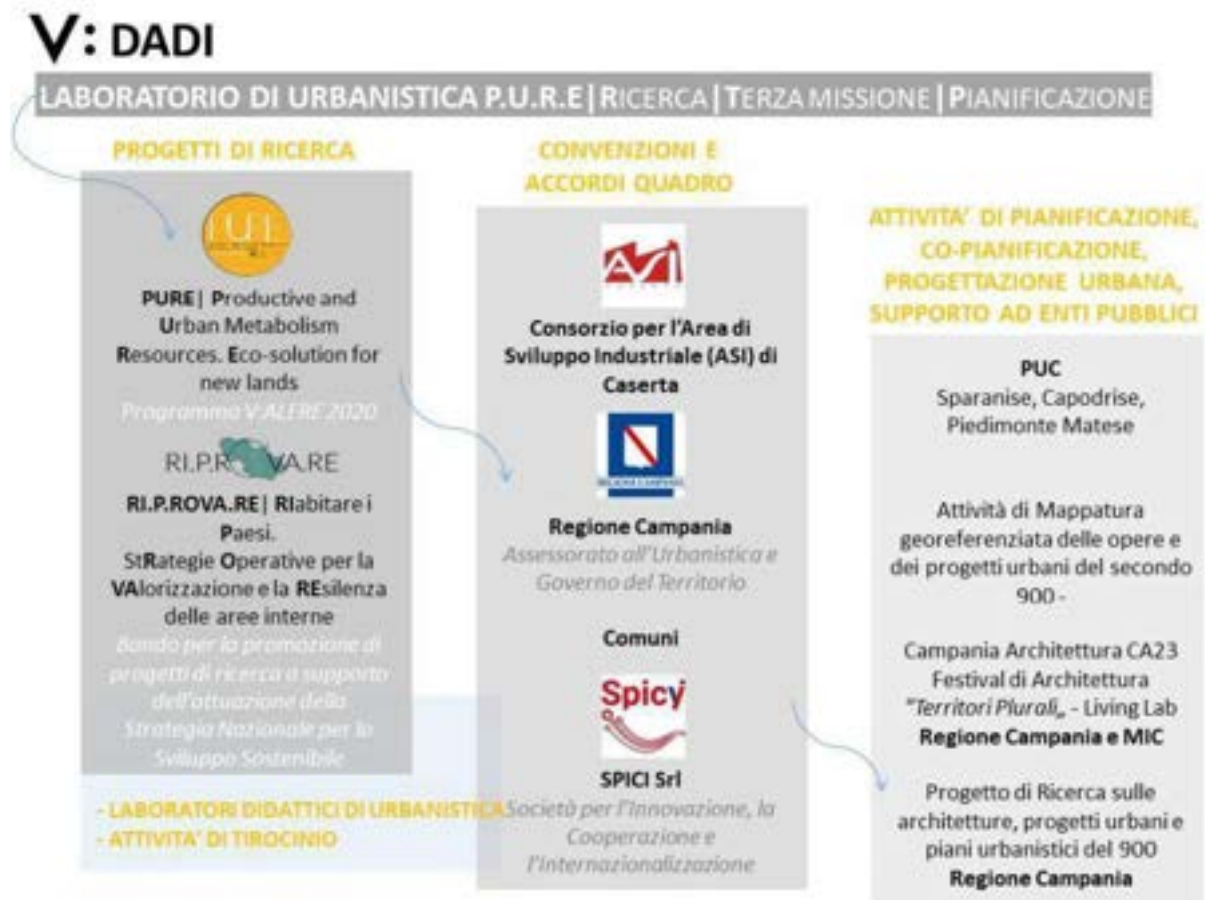 V: DADI
LABORATORIO DI URBANISTICA P.U.R.E|RICERCA|TERZA MISSIONE|PIANIFICAZIONE
PROGETTI DI RICERCA
PURE| Productive and
Urban Metabolism
Resources. Eco-solution for
new lands
Programma V:ALERE 2020
RI.P.ROVA.RE
RI.P.ROVA.RE| RIabitare i
Paesi.
StRategie Operative per la
VAlorizzazione e la REsilenza
delle aree interne
Bando per la promozione di
progetti di ricerca a supporto
dell'attuazione della
Strategia Nazionale per lo
Sviluppo Sostenibile
- LABORATORI DIDATTICI DI URBANISTICA
- ATTIVITA' DI TIROCINIO
CONVENZIONI E
ACCORDI QUADRO
ASI
Consorzio per l'Area di
Sviluppo Industriale (ASI) di
Caserta
REGIONE CAMPANIA
Regione Campania
Assessorato all'Urbanistica e
Governo del Territorio
Comuni
Spicy
SPICI Srl
Società per l'Innovazione, la
Cooperazione e
l'Internazionalizzazione
ATTIVITA' DI PIANIFICAZIONE,
CO-PIANIFICAZIONE,
PROGETTAZIONE URBANA,
SUPPORTO AD ENTI PUBBLICI
PUC
Sparanise, Capodrise,
Piedimonte Matese
Attività di Mappatura
georeferenziata delle opere e
dei progetti urbani del secondo
900 -
Campania Architettura CA23
Festival di Architettura
"Territori Plurali„ - Living Lab
Regione Campania e MIC
Progetto di Ricerca sulle
architetture, progetti urbani e
piani urbanistici del 900
Regione Campania